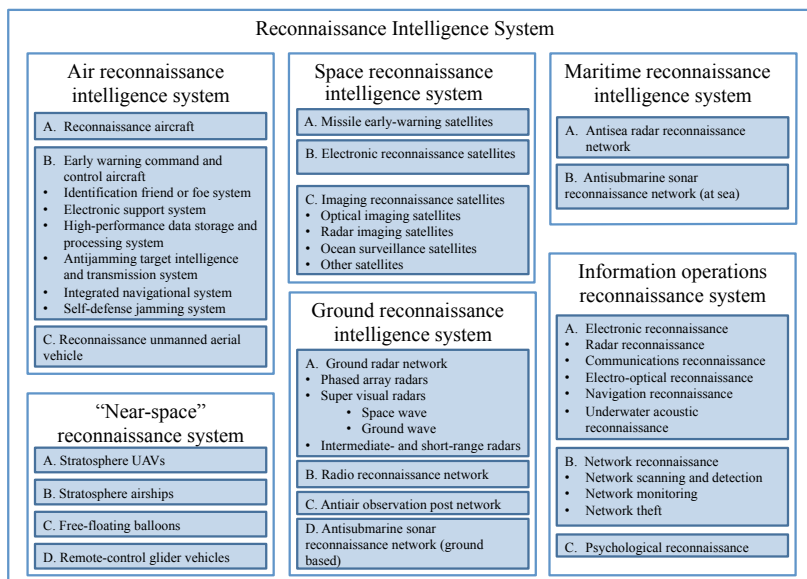 Reconnaissance Intelligence System
Air reconnaissance
intelligence system
A. Reconnaissance aircraft
B. Early warning command and
control aircraft
• Identification friend or foe system
• Electronic support system
• High-performance data storage and
processing system
• Antijamming target intelligence
and transmission system
• Integrated navigational system
• Self-defense jamming system
C. Reconnaissance unmanned aerial
vehicle
“Near-space”
reconnaissance system
A. Stratosphere UAVs
B. Stratosphere airships
C. Free-floating balloons
D. Remote-control glider vehicles
Space reconnaissance
intelligence system
A. Missile early-warning satellites
B. Electronic reconnaissance satellites
C. Imaging reconnaissance satellites
• Optical imaging satellites
• Radar imaging satellites
• Ocean surveillance satellites
• Other satellites
Ground reconnaissance
intelligence system
A. Ground radar network
• Phased array radars
• Super visual radars
• Space wave
• Ground wave
• Intermediate- and short-range radars
B. Radio reconnaissance network
C. Antiair observation post network
D. Antisubmarine sonar
reconnaissance network (ground
based)
Maritime reconnaissance
intelligence system
A. Antisea radar reconnaissance
network
B. Antisubmarine sonar
reconnaissance network (at sea)
Information operations
reconnaissance system
A. Electronic reconnaissance
• Radar reconnaissance
• Communications reconnaissance
• Electro-optical reconnaissance
• Navigation reconnaissance
• Underwater acoustic
reconnaissance
B. Network reconnaissance
• Network scanning and detection
• Network monitoring
• Network theft
C. Psychological reconnaissance